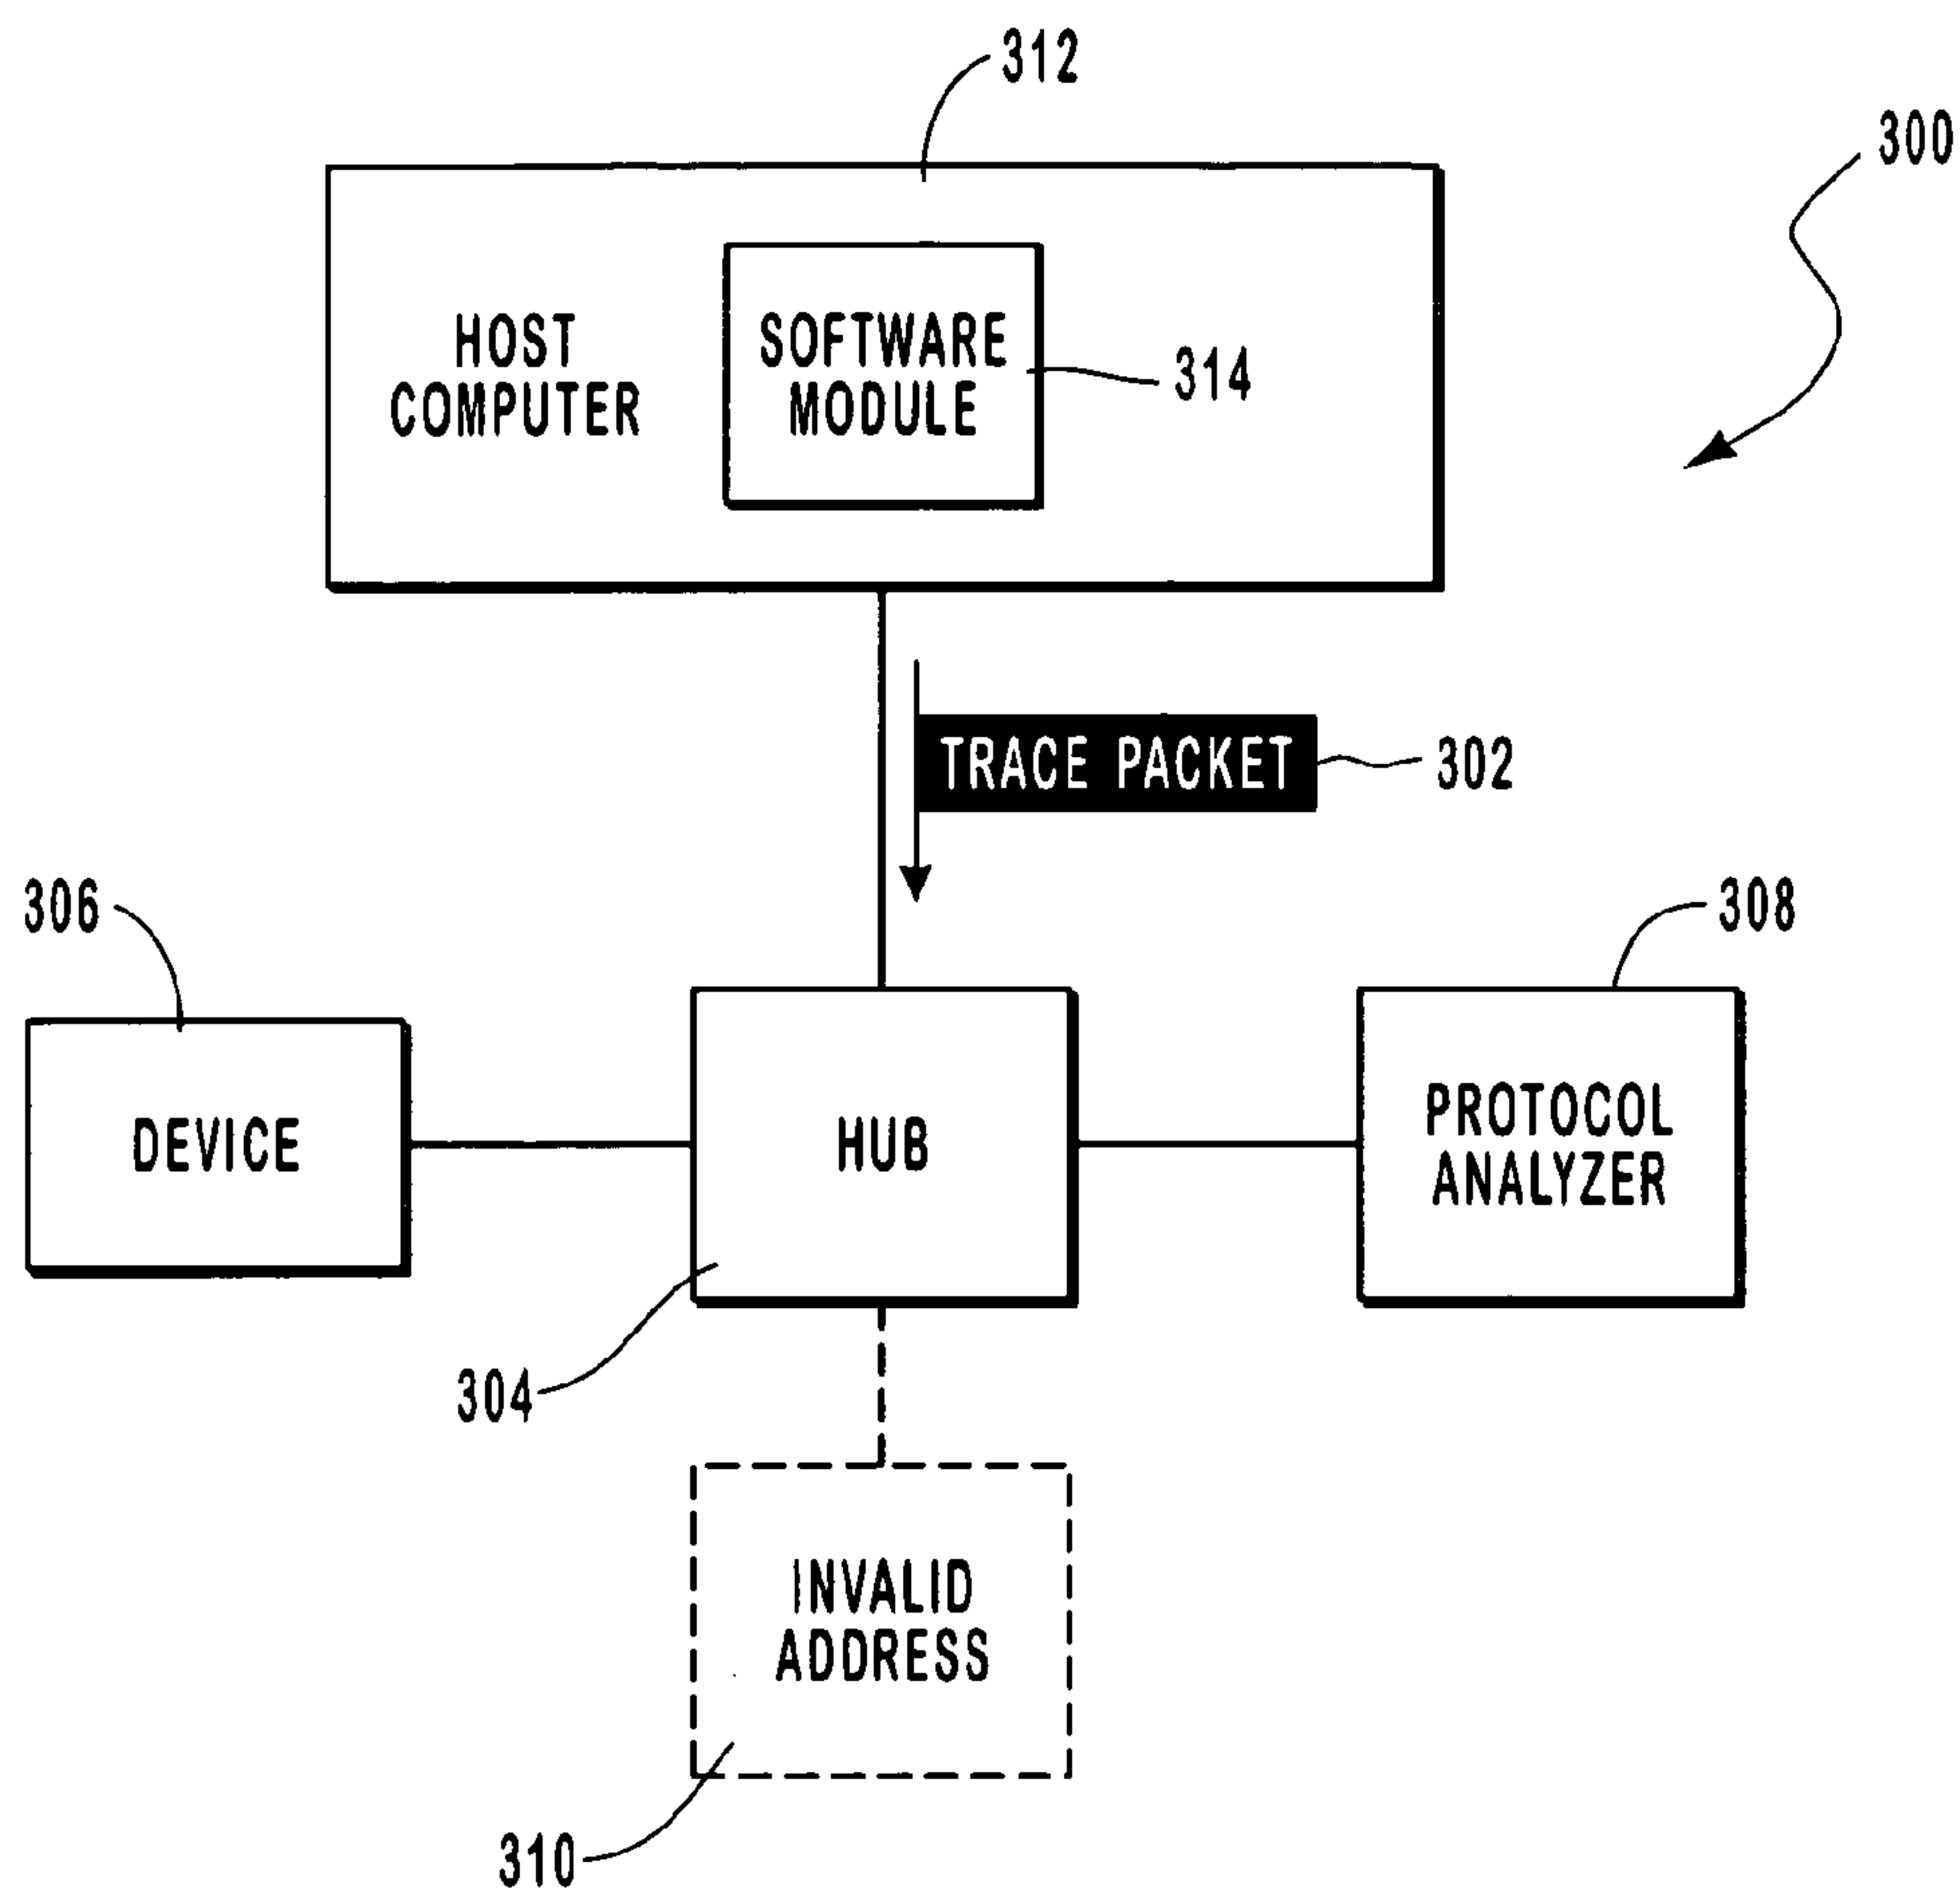 312
300
HOST
COMPUTER
SOFTWARE
MODULE
314
TRACE PACKET
302
306
308
DEVICE
HUB
PROTOCOL
ANALYZER
304
INVALID
ADDRESS
310